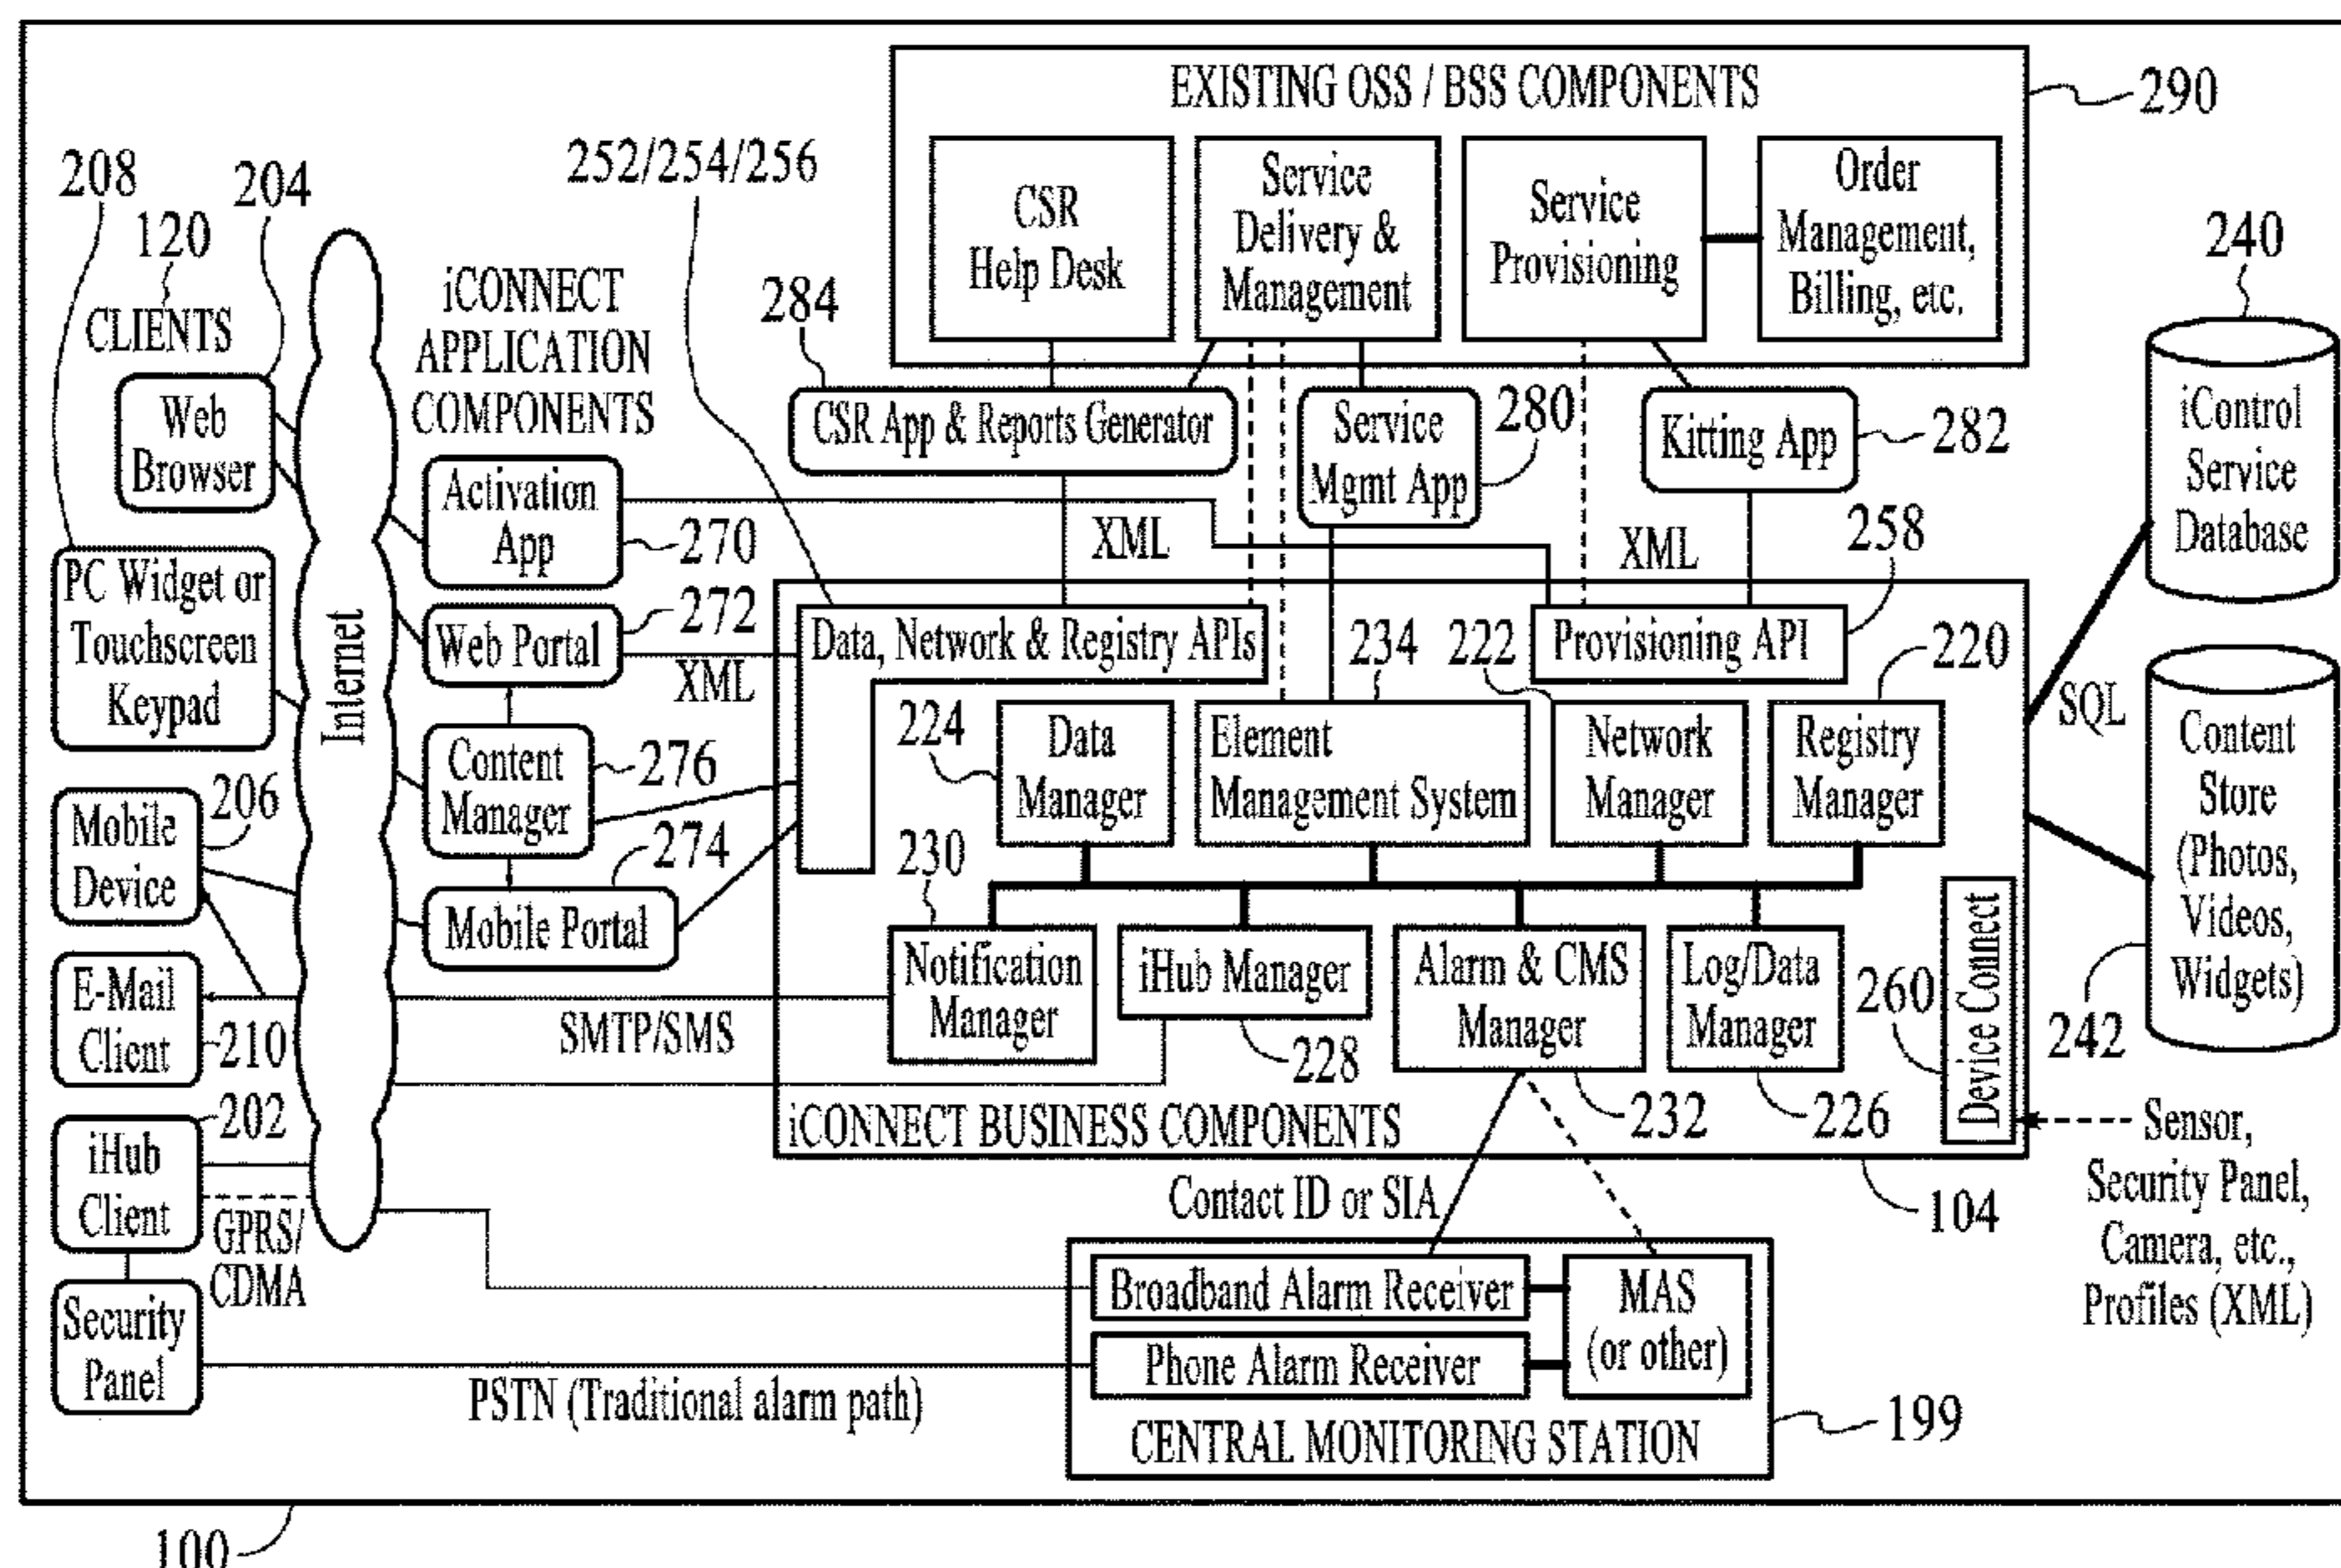 EXISTING OSS / BSS COMPONENTS
290
CSR
Help Desk
Service
Delivery &
Management
Service
Provisioning
Order
Management,
Billing, etc.
208
204
120
CLIENTS
252/254/256
iCONNECT
APPLICATION
COMPONENTS
284
CSR App & Reports Generator
Service
Mgmt App
280
Kitting App
282
240
iControl
Service
Database
Web
Browser
Internet
Activation
App
270
XML
XML
258
PC Widget or
Touchscreen
Keypad
Web Portal
272
XML
Data, Network & Registry APIs
Provisioning API
234
222
220
SQL
224
Data
Manager
Element
Management System
Network
Manager
Registry
Manager
Content
Store
(Photos,
Videos,
Widgets)
242
Content
Manager
276
Mobile
Device
206
274
Mobile Portal
230
Notification
Manager
iHub Manager
228
Alarm & CMS
Manager
232
Log/Data
Manager
226
260
Device Connect
E-Mail
Client
210
SMTP/SMS
iCONNECT BUSINESS COMPONENTS
104
Sensor,
Security Panel,
Camera, etc.,
Profiles (XML)
202
iHub
Client
GPRS/
CDMA
Contact ID or SIA
Security
Panel
PSTN (Traditional alarm path)
Broadband Alarm Receiver
Phone Alarm Receiver
MAS
(or other)
CENTRAL MONITORING STATION
199
100